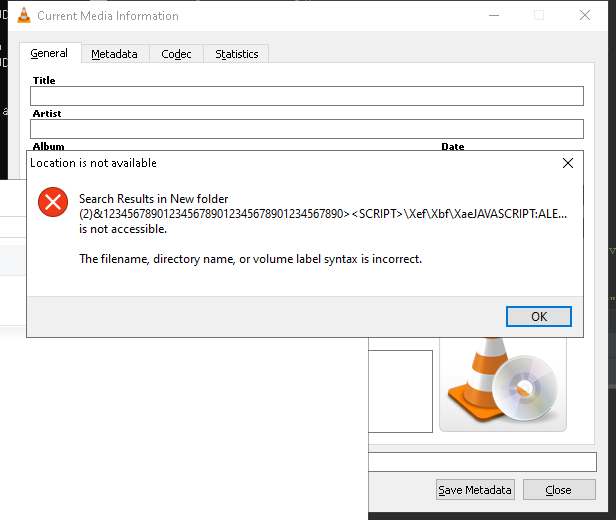 Current Media Information
General
Metadata
Codec
Statistics
Title
Artist
Album
Date
Location is not available
Search Results in New folder
(2)&1234567890123456789012345678901234567890><SCRIPT>\Xef\Xbf\XaeJAVASCRIPT:ALE...
is not accessible.
The filename, directory name, or volume label syntax is incorrect.
OK
Save Metadata
Close